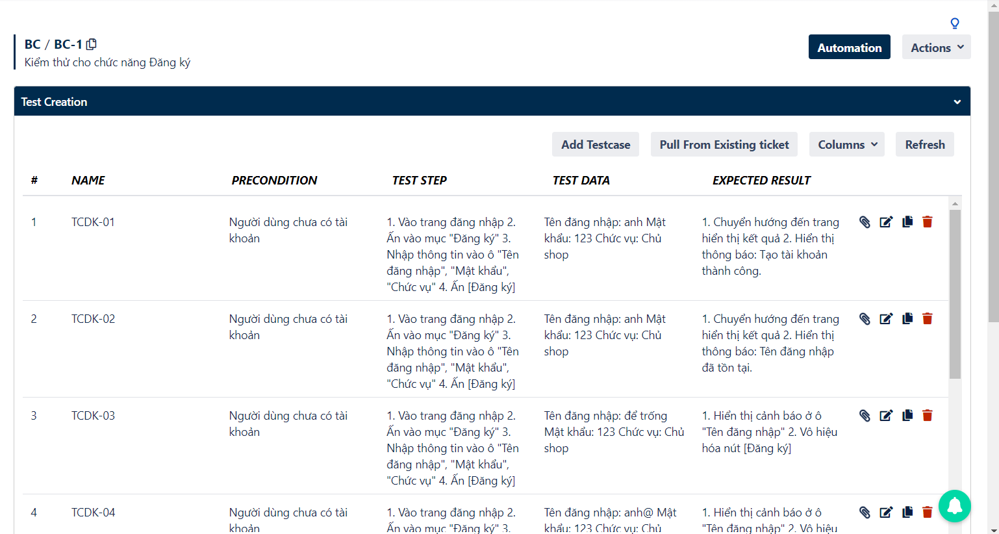 BC / BC-1
Kiểm thử cho chức năng Đăng ký
Automation
Actions
Test Creation
Add Testcase
Pull From Existing ticket
Columns
Refresh
#
NAME
PRECONDITION
TEST STEP
TEST DATA
EXPECTED RESULT
1
TCDK-01
Người dùng chưa có tài
khoản
1. Vào trang đăng nhập 2.
Ấn vào mục "Đăng ký" 3.
Nhập thông tin vào ô "Tên
đăng nhập", "Mật khẩu",
"Chức vụ" 4. Ấn [Đăng ký]
Tên đăng nhập: anh Mật
khẩu: 123 Chức vụ: Chủ
shop
1. Chuyển hướng đến trang
hiển thị kết quả 2. Hiển thị
thông báo: Tạo tài khoản
thành công.
2
TCDK-02
Người dùng chưa có tài
khoản
1. Vào trang đăng nhập 2.
Ấn vào mục "Đăng ký" 3.
Nhập thông tin vào ô "Tên
đăng nhập", "Mật khẩu",
"Chức vụ" 4. Ấn [Đăng ký]
Tên đăng nhập: anh Mật
khẩu: 123 Chức vụ: Chủ
shop
1. Chuyển hướng đến trang
hiển thị kết quả 2. Hiển thị
thông báo: Tên đăng nhập
đã tồn tại.
3
TCDK-03
Người dùng chưa có tài
khoản
1. Vào trang đăng nhập 2.
Ấn vào mục "Đăng ký" 3.
Nhập thông tin vào ô "Tên
đăng nhập", "Mật khẩu",
"Chức vụ" 4. Ấn [Đăng ký]
Tên đăng nhập: để trống
Mật khẩu: 123 Chức vụ: Chủ
shop
1. Hiển thị cảnh báo ở ô
"Tên đăng nhập" 2. Vô hiệu
hóa nút [Đăng ký]
4
TCDK-04
Người dùng chưa có tài
khoản
1. Vào trang đăng nhập 2.
Ấn vào mục "Đăng ký" 3.
Tên đăng nhập: anh@ Mật
khẩu: 123 Chức vụ: Chủ
1. Hiển thị cảnh báo ở ô
"Tên đăng nhập" 2. Vô hiệu